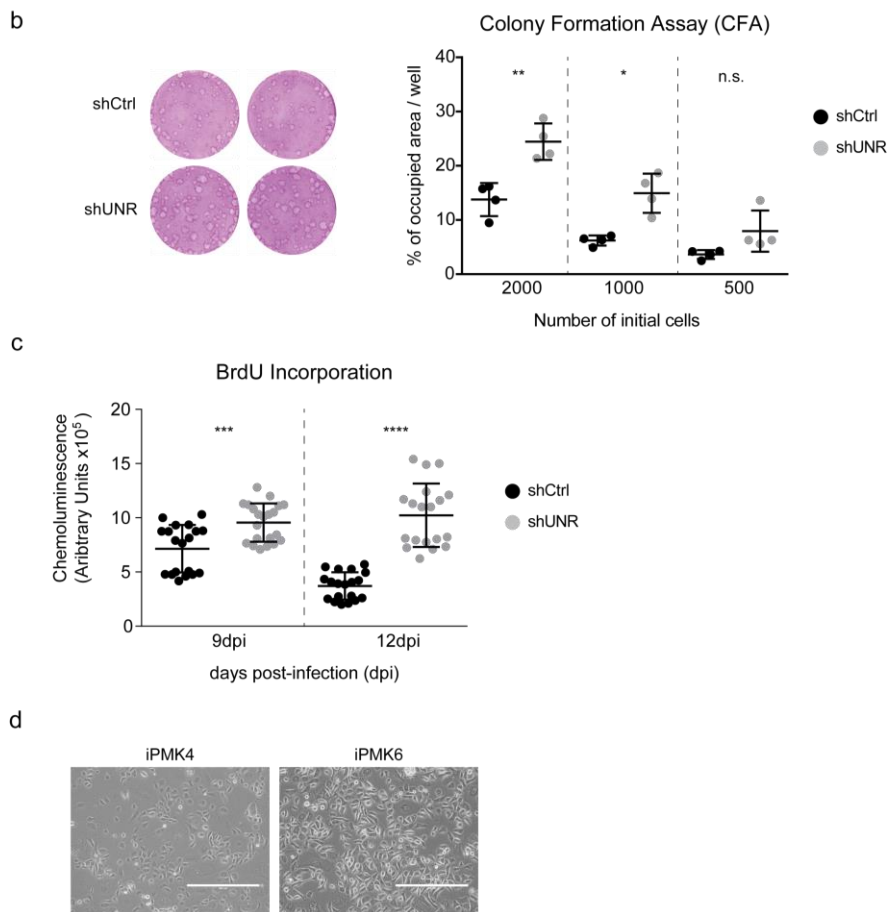 b
Colony Formation Assay (CFA)
shCtrl
shUNR
% of occupied area / well
40
30
20
10
0
**
*
n.s.
2000 1000 500
Number of initial cells
shCtrl
shUNR
c
BrdU Incorporation
Chemoluminescence
(Aribtrary Units x10⁵)
20
15
10
5
0
***
****
9dpi 12dpi
days post-infection (dpi)
shCtrl
shUNR
d
iPMK4 iPMK6